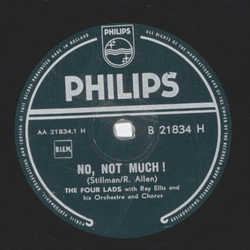 PHILIPS
PHILIPS
AA 21834.1 H
B 21834 H
B.I.E.M.
NO, NOT MUCH!
(Stillman/R. Allen)
THE FOUR LADS with Ray Ellis and
his Orchestra and Chorus